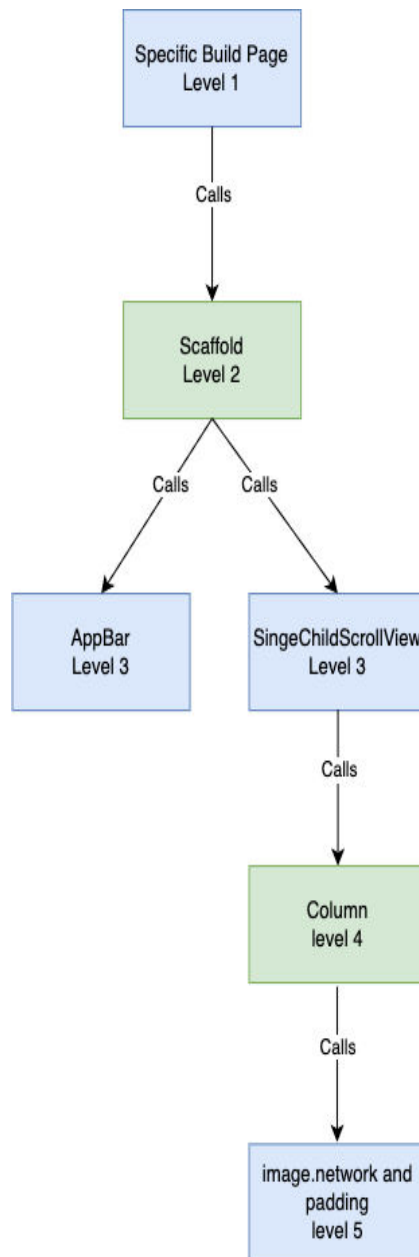 Specific Build Page
Level 1
Calls
Scaffold
Level 2
Calls
Calls
AppBar
Level 3
SingeChildScrollView
Level 3
Calls
Column
level 4
Calls
image.network and
padding
level 5